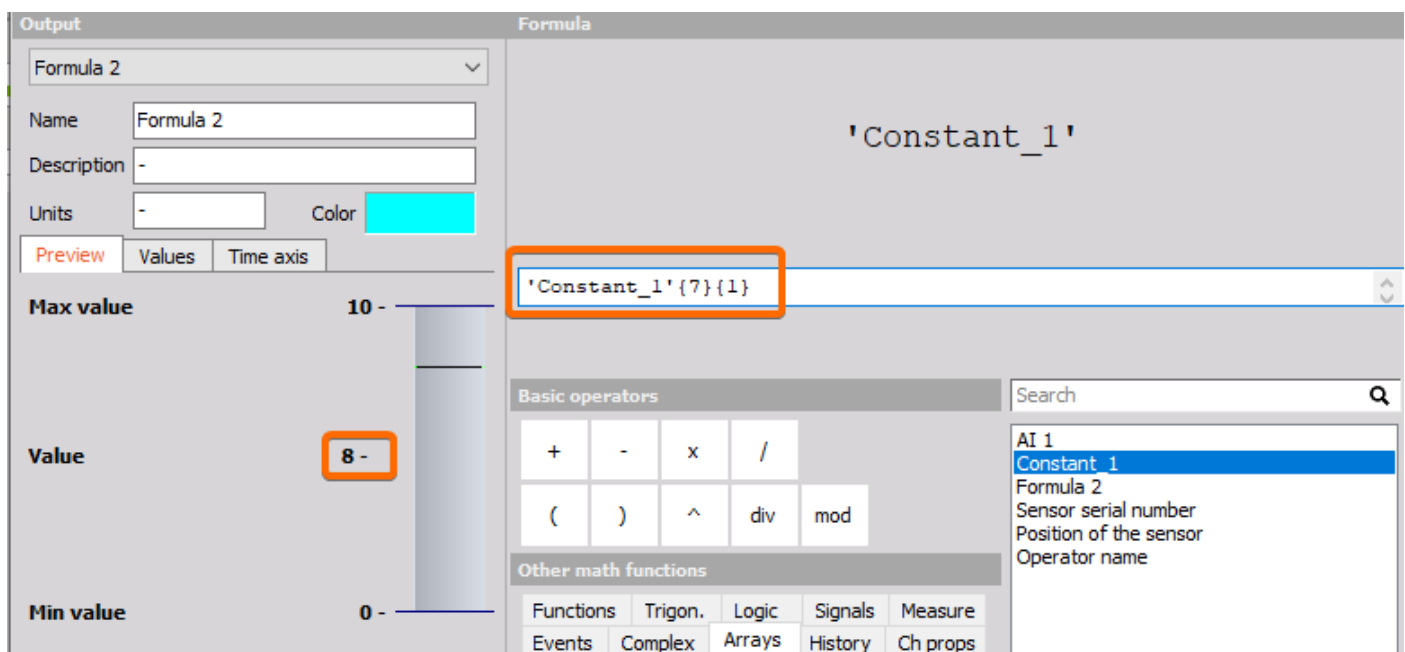 Output
Formula 2
Name Formula 2
Description -
Units - Color
Preview Values Time axis
Max value 10 -
Value 8 -
Min value 0 -
Formula
'Constant_1'
'Constant_1'{7}{1}
Basic operators
+ - x /
( ) ^ div mod
Other math functions
Functions Trigon. Logic Signals Measure
Events Complex Arrays History Ch props
Search
AI 1
Constant_1
Formula 2
Sensor serial number
Position of the sensor
Operator name